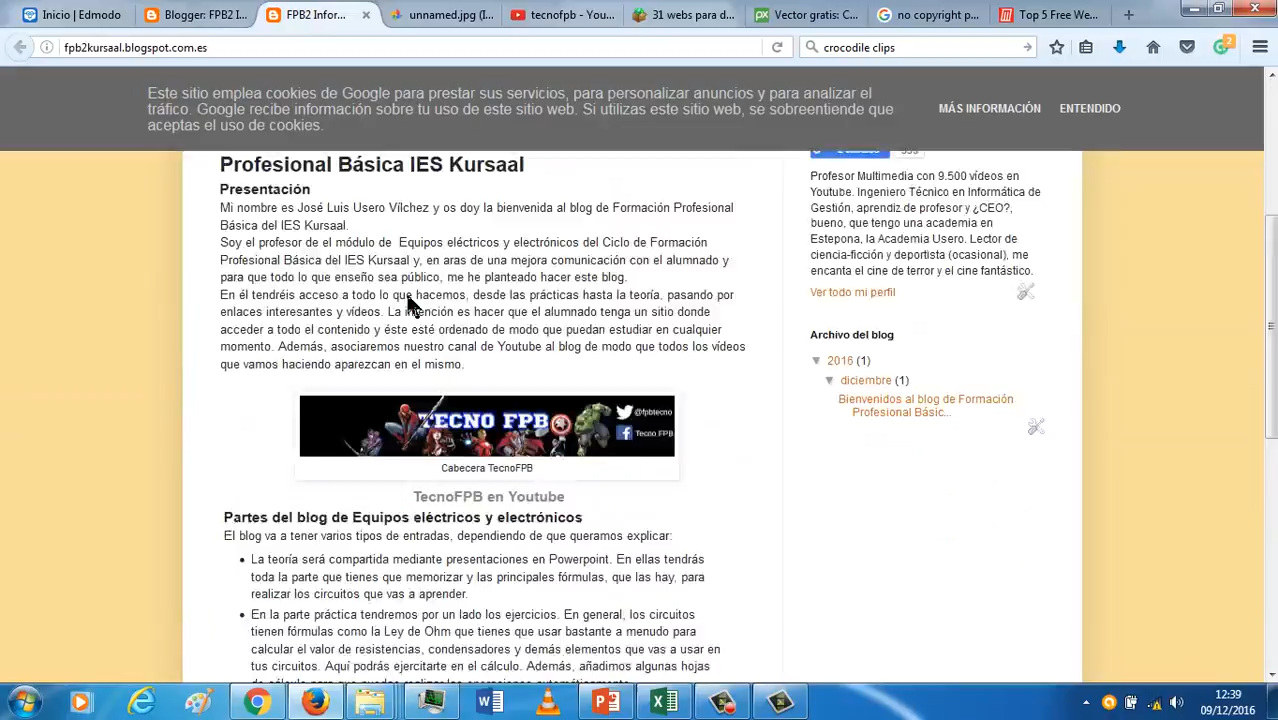 Inicio | Edmodo
Blogger: FPB2 I...
FPB2 Infor...
unnamed.jpg (I...
tecnofpb - You...
31 webs para d...
Vector gratis: C...
no copyright p...
Top 5 Free We...
fpb2kursaal.blogspot.com.es
crocodile clips
2
Este sitio emplea cookies de Google para prestar sus servicios, para personalizar anuncios y para analizar el
tráfico. Google recibe información sobre tu uso de este sitio web. Si utilizas este sitio web, se sobreentiende que
aceptas el uso de cookies.
MÁS INFORMACIÓN
ENTENDIDO
Profesional Básica IES Kursaal
Presentación
Mi nombre es José Luis Usero Vílchez y os doy la bienvenida al blog de Formación Profesional
Básica del IES Kursaal.
Soy el profesor de el módulo de Equipos eléctricos y electrónicos del Ciclo de Formación
Profesional Básica del IES Kursaal y, en aras de una mejora comunicación con el alumnado y
para que todo lo que enseño sea público, me he planteado hacer este blog.
En él tendréis acceso a todo lo que hacemos, desde las prácticas hasta la teoría, pasando por
enlaces interesantes y vídeos. La intención es hacer que el alumnado tenga un sitio donde
acceder a todo el contenido y éste esté ordenado de modo que puedan estudiar en cualquier
momento. Además, asociaremos nuestro canal de Youtube al blog de modo que todos los vídeos
que vamos haciendo aparezcan en el mismo.
TECNO FPB
@fpbtecno
Tecno FPB
Cabecera TecnoFPB
TecnoFPB en Youtube
Partes del blog de Equipos eléctricos y electrónicos
El blog va a tener varios tipos de entradas, dependiendo de que queramos explicar:
La teoría será compartida mediante presentaciones en Powerpoint. En ellas tendrás
toda la parte que tienes que memorizar y las principales fórmulas, que las hay, para
realizar los circuitos que vas a aprender.
En la parte práctica tendremos por un lado los ejercicios. En general, los circuitos
tienen fórmulas como la Ley de Ohm que tienes que usar bastante a menudo para
calcular el valor de resistencias, condensadores y demás elementos que vas a usar en
tus circuitos. Aquí podrás ejercitarte en el cálculo. Además, añadimos algunas hojas
Profesor Multimedia con 9.500 vídeos en
Youtube. Ingeniero Técnico en Informática de
Gestión, aprendiz de profesor y ¿CEO?,
bueno, que tengo una academia en
Estepona, la Academia Usero. Lector de
ciencia-ficción y deportista (ocasional), me
encanta el cine de terror y el cine fantástico.
Ver todo mi perfil
Archivo del blog
2016 (1)
diciembre (1)
Bienvenidos al blog de Formación
Profesional Básic...
12:39
09/12/2016